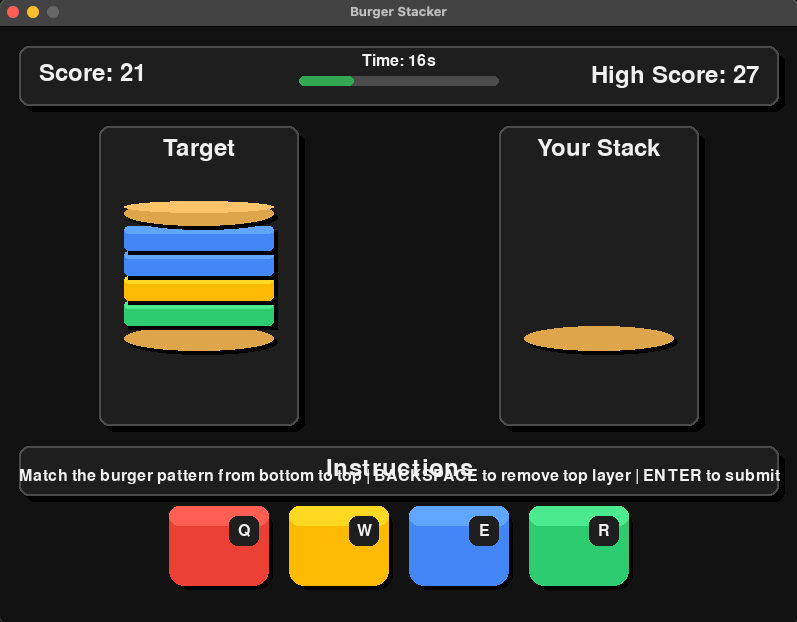 Burger Stacker
Score: 21
Time: 16s
High Score: 27
Target
Your Stack
Instructions
Match the burger pattern from bottom to top | BACKSPACE to remove top layer | ENTER to submit
Q
W
E
R